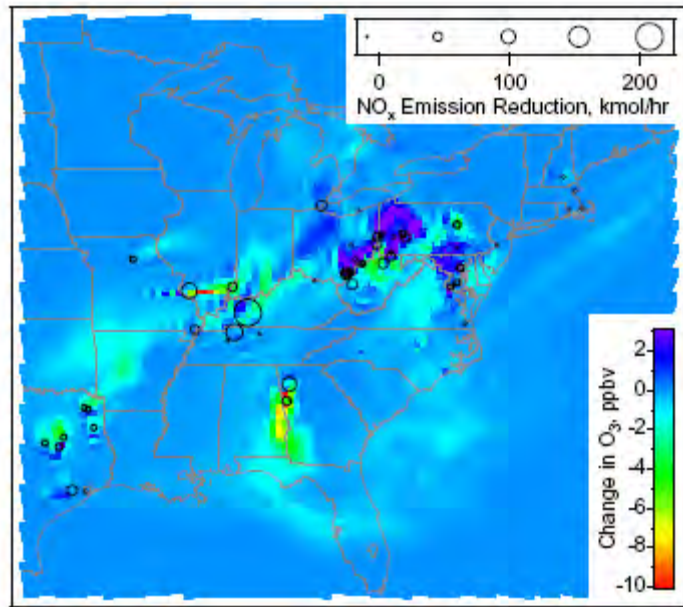 0 100 200
NOx Emission Reduction, kmol/hr
2
0
-2
-4
-6
-8
-10
Change in O3, ppbv